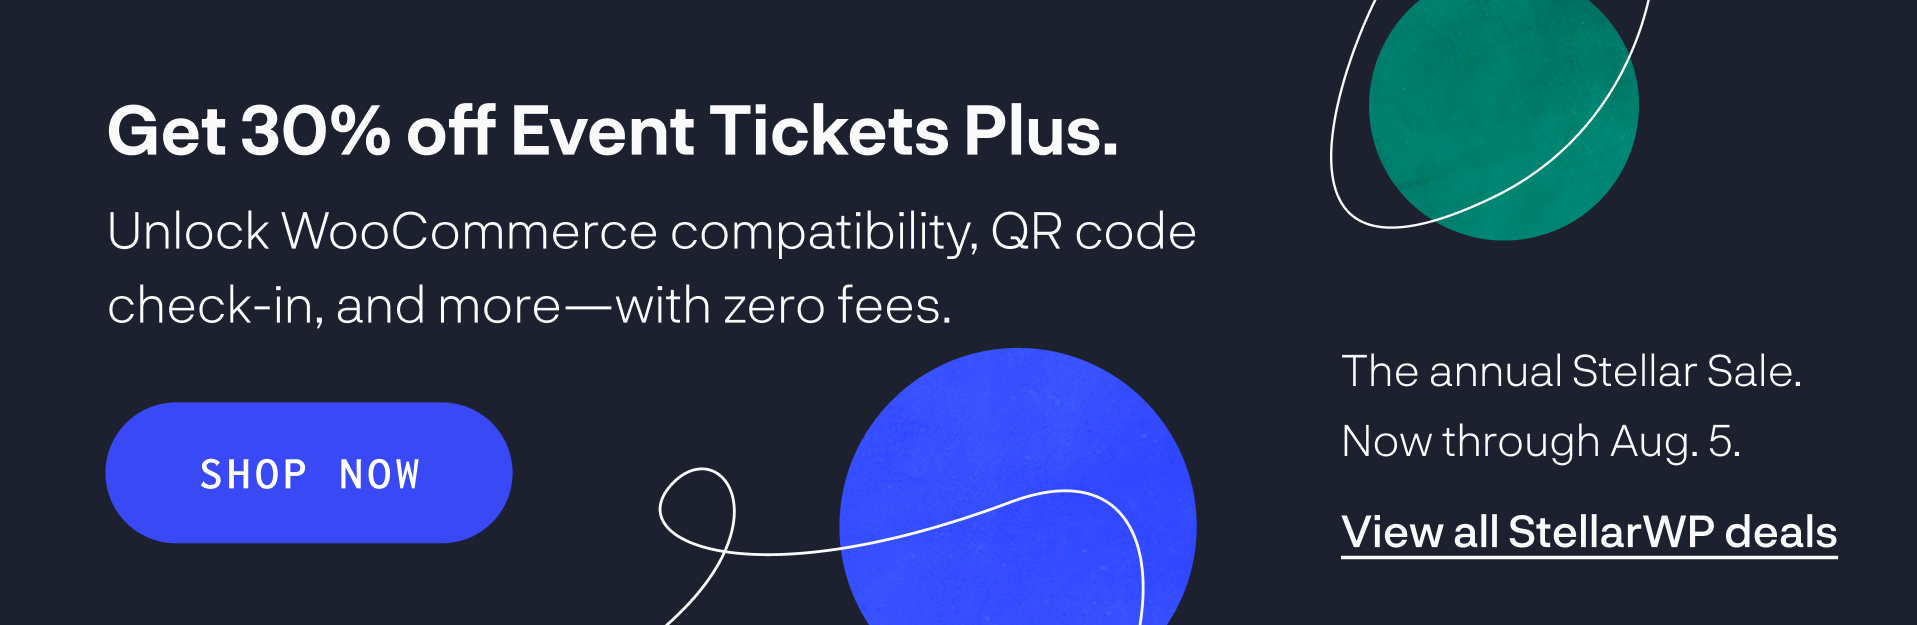 Get 30% off Event Tickets Plus.
Unlock WooCommerce compatibility, QR code
check-in, and more—with zero fees.
SHOP NOW
The annual Stellar Sale.
Now through Aug. 5.
View all StellarWP deals